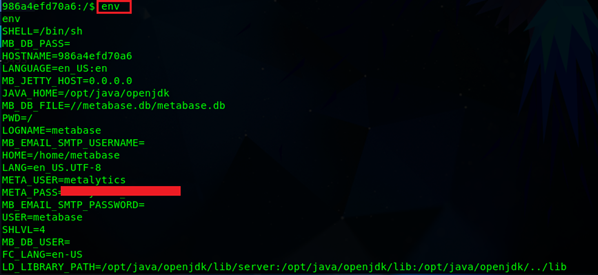 986a4efd70a6:/$ env
env
SHELL=/bin/sh
MB_DB_PASS=
HOSTNAME=986a4efd70a6
LANGUAGE=en_US:en
MB_JETTY_HOST=0.0.0.0
JAVA_HOME=/opt/java/openjdk
MB_DB_FILE=//metabase.db/metabase.db
PWD=/
LOGNAME=metabase
MB_EMAIL_SMTP_USERNAME=
HOME=/home/metabase
LANG=en_US.UTF-8
META_USER=metalytics
META_PASS=
MB_EMAIL_SMTP_PASSWORD=
USER=metabase
SHLVL=4
MB_DB_USER=
FC_LANG=en-US
LD_LIBRARY_PATH=/opt/java/openjdk/lib/server:/opt/java/openjdk/lib:/opt/java/openjdk/../lib